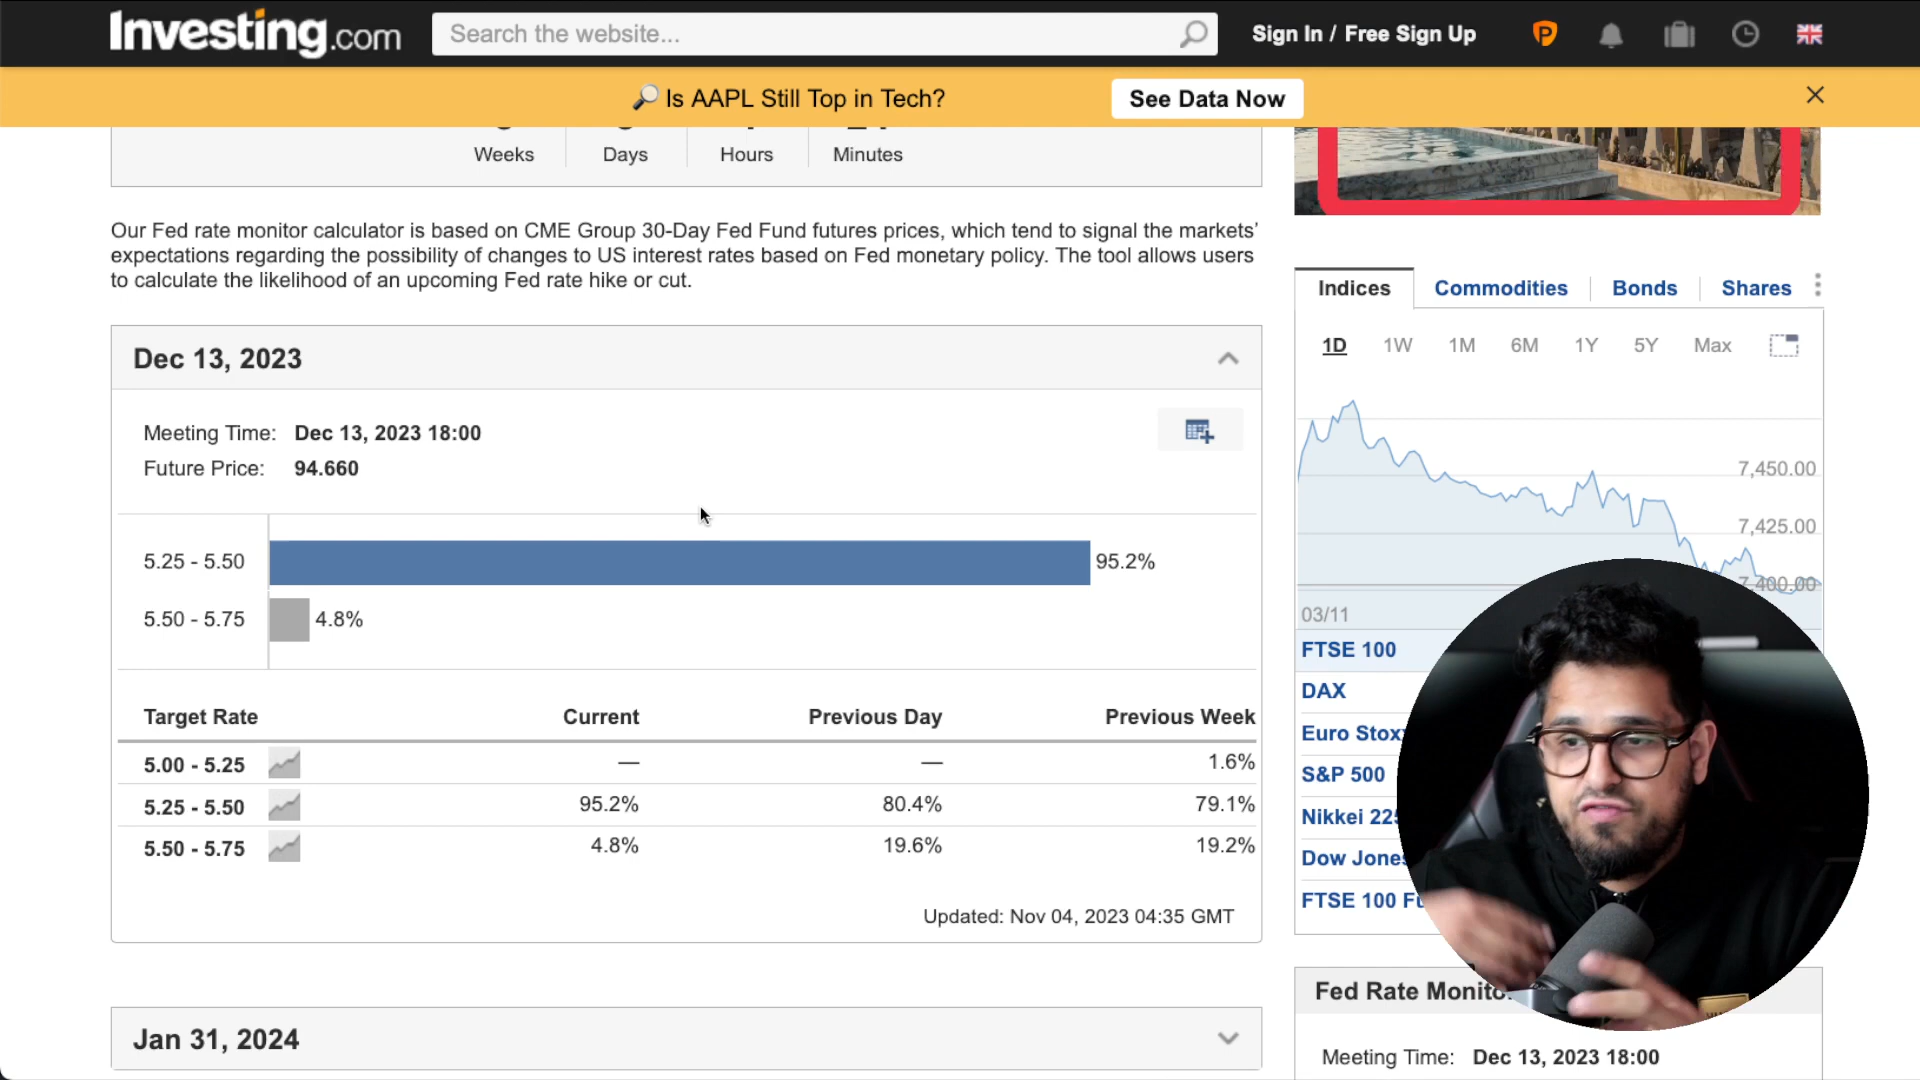 Investing.com
Search the website...
Sign In / Free Sign Up
Is AAPL Still Top in Tech?
See Data Now
Weeks
Days
Hours
Minutes
Our Fed rate monitor calculator is based on CME Group 30-Day Fed Fund futures prices, which tend to signal the markets'
expectations regarding the possibility of changes to US interest rates based on Fed monetary policy. The tool allows users
to calculate the likelihood of an upcoming Fed rate hike or cut.
Dec 13, 2023
Meeting Time: Dec 13, 2023 18:00
Future Price: 94.660
5.25 - 5.50 95.2%
5.50 - 5.75 4.8%
Target Rate Current Previous Day Previous Week
5.00 - 5.25 — — 1.6%
5.25 - 5.50 95.2% 80.4% 79.1%
5.50 - 5.75 4.8% 19.6% 19.2%
Updated: Nov 04, 2023 04:35 GMT
Jan 31, 2024
Indices Commodities Bonds Shares
1D 1W 1M 6M 1Y 5Y Max
7,450.00
7,425.00
7,400.00
03/11
FTSE 100
DAX
Euro
S&P 500
Nikkei
Dow
FTSE 100
Fed Rate
Meeting Time: Dec 13, 2023 18:00